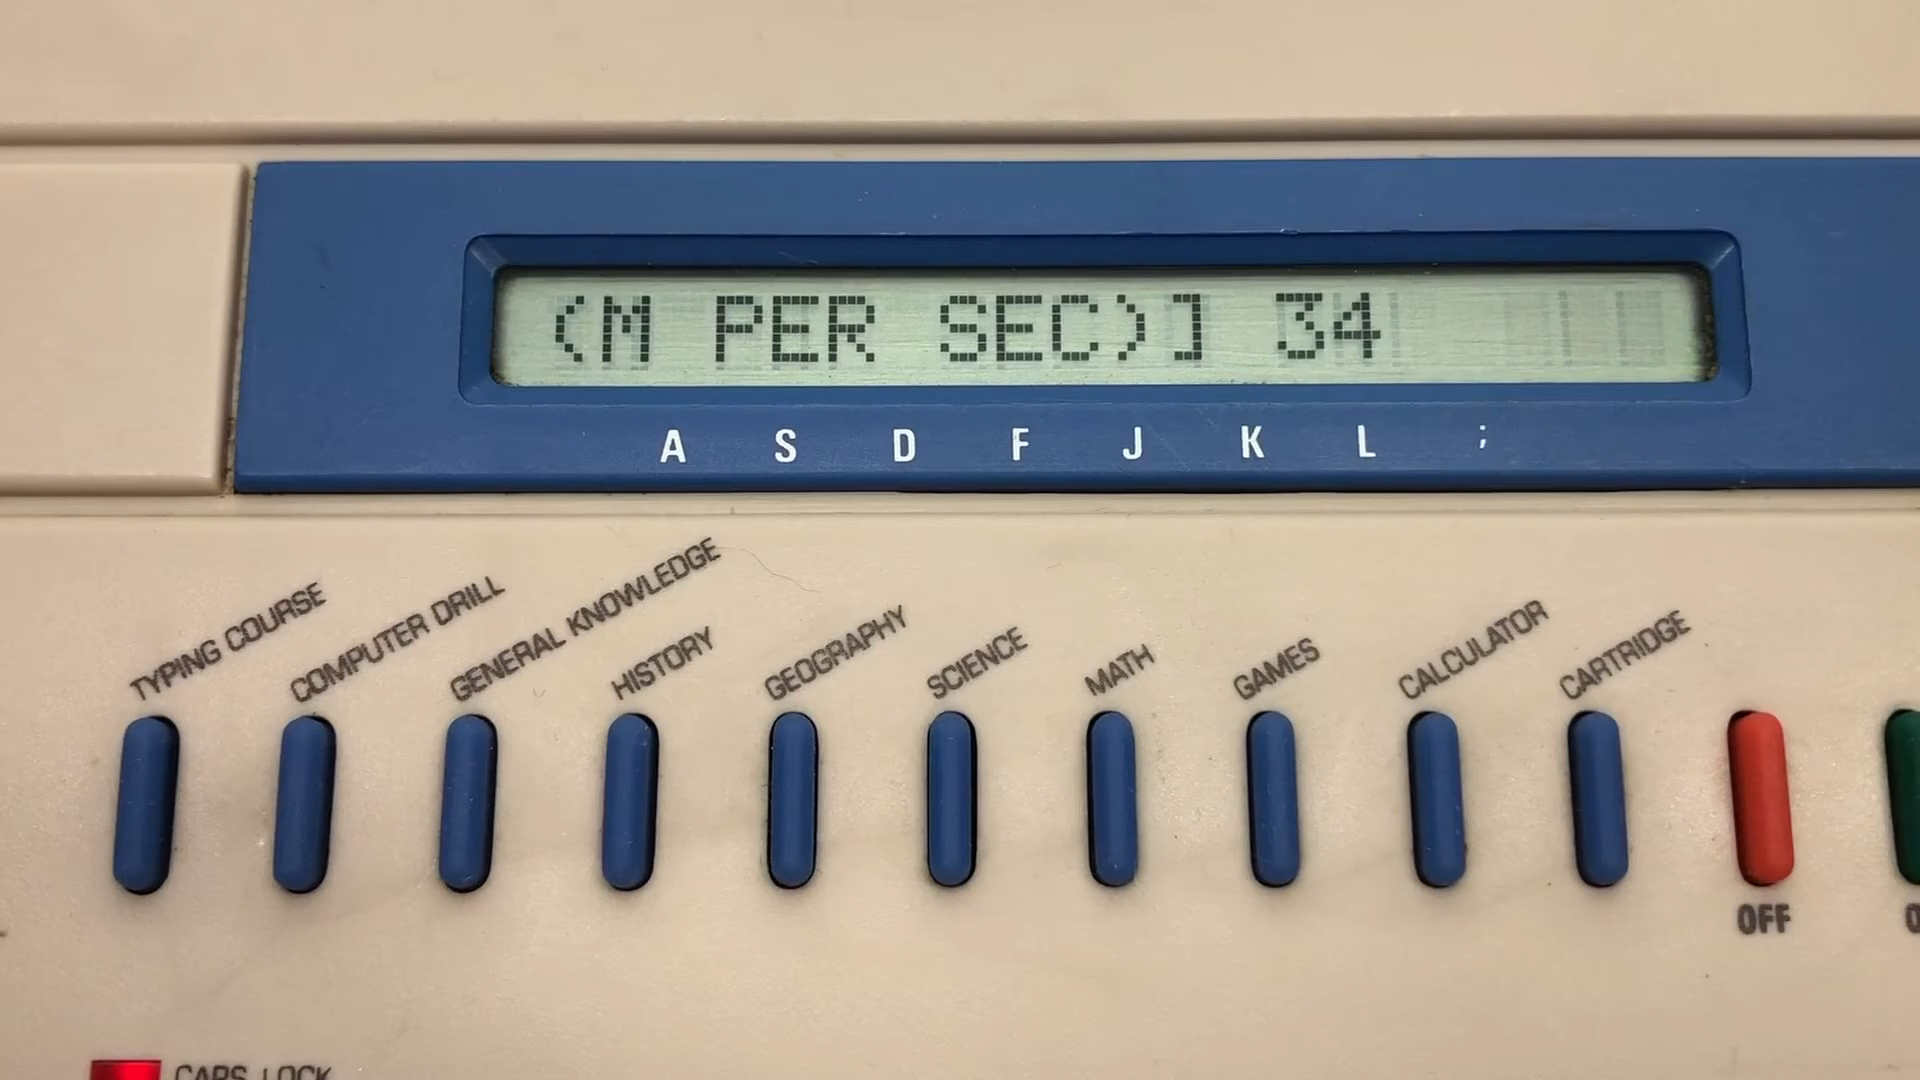 (M PER SEC)] 34
A S D F J K L ;
TYPING COURSE
COMPUTER DRILL
GENERAL KNOWLEDGE
HISTORY
GEOGRAPHY
SCIENCE
MATH
GAMES
CALCULATOR
CARTRIDGE
OFF
CAPS LOCK